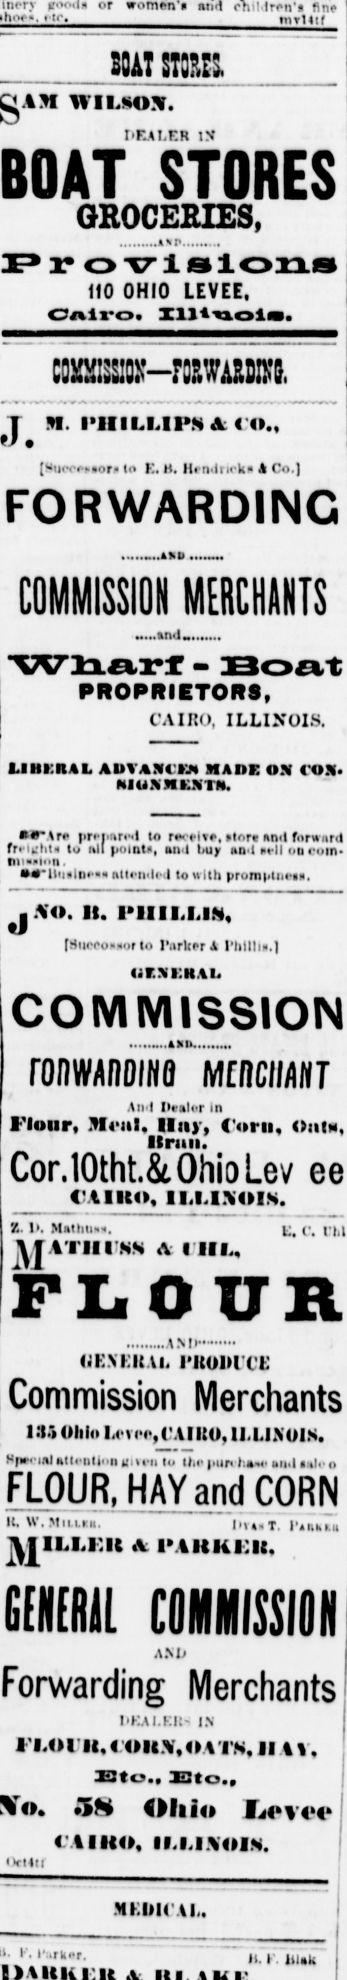 inery goods or women's and children's fine
shoes, etc. my14tf
BOAT STORES.
SAM WILSON.
DEALER IN
BOAT STORES
GROCERIES,
AND
Provisions
110 OHIO LEVEE,
Cairo, Illinois.
COMMISSION—FORWARDING.
J. M. PHILLIPS & CO.,
[Successors to E. B. Hendricks & Co.]
FORWARDING
AND
COMMISSION MERCHANTS
and
Wharf-Boat
PROPRIETORS,
CAIRO, ILLINOIS.
LIBERAL ADVANCES MADE ON CON-
SIGNMENTS.
Are prepared to receive, store and forward
freights to all points, and buy and sell on com-
mission.
Business attended to with promptness.
JNO. B. PHILLIS,
[Successor to Parker & Phillis.]
GENERAL
COMMISSION
AND
FORWARDING MERCHANT
And Dealer in
Flour, Meal, Hay, Corn, Oats,
Bran.
Cor.10tht.& Ohio Lev ee
CAIRO, ILLINOIS.
Z. D. Mathuss. E. C. Uhl
MATHUSS & UHL,
FLOUR
AND
GENERAL PRODUCE
Commission Merchants
135 Ohio Levee, CAIRO, ILLINOIS.
Special attention given to the purchase and sale o
FLOUR, HAY and CORN
R. W. MILLER. T. PARKER
MILLER & PARKER.
GENERAL COMMISSION
AND
Forwarding Merchants
DEALERS IN
FLOUR, CORN, OATS, HAY,
Etc., Etc.,
No. 58 Ohio Levee
CAIRO, ILLINOIS.
Oct4tf
MEDICAL.
B. F. Parker. B. F. Blak
PARKER & BLAKE